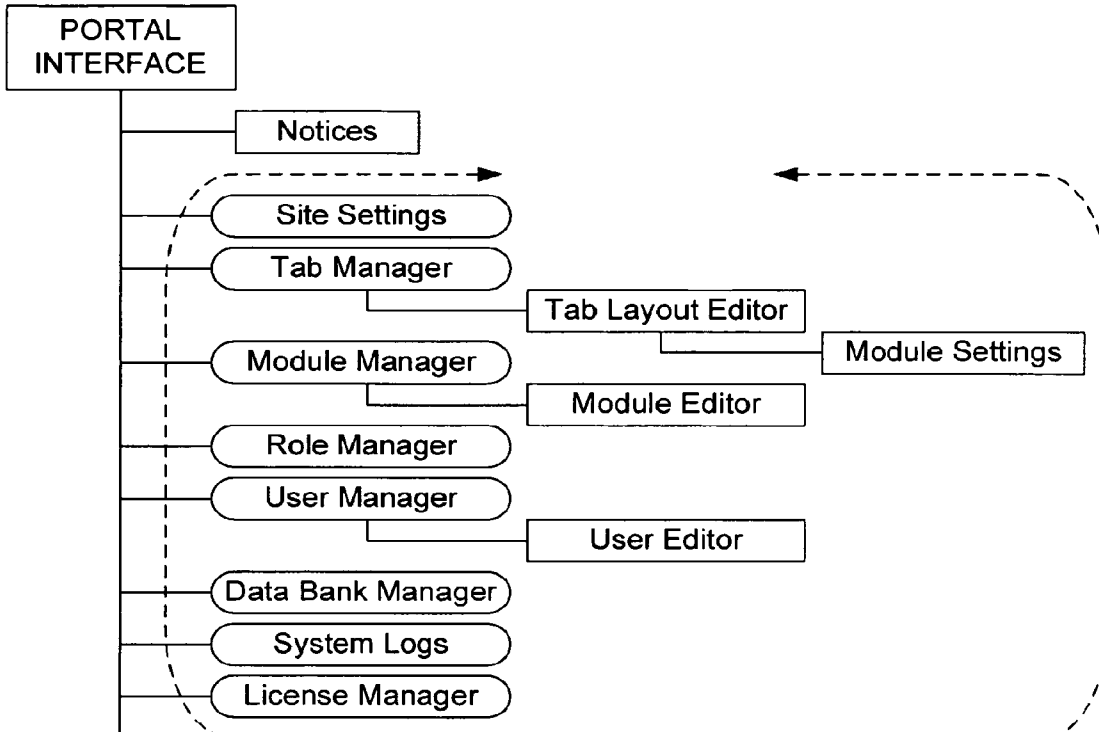 PORTAL
INTERFACE
Notices
Site Settings
Tab Manager
Tab Layout Editor
Module Settings
Module Manager
Module Editor
Role Manager
User Manager
User Editor
Data Bank Manager
System Logs
License Manager